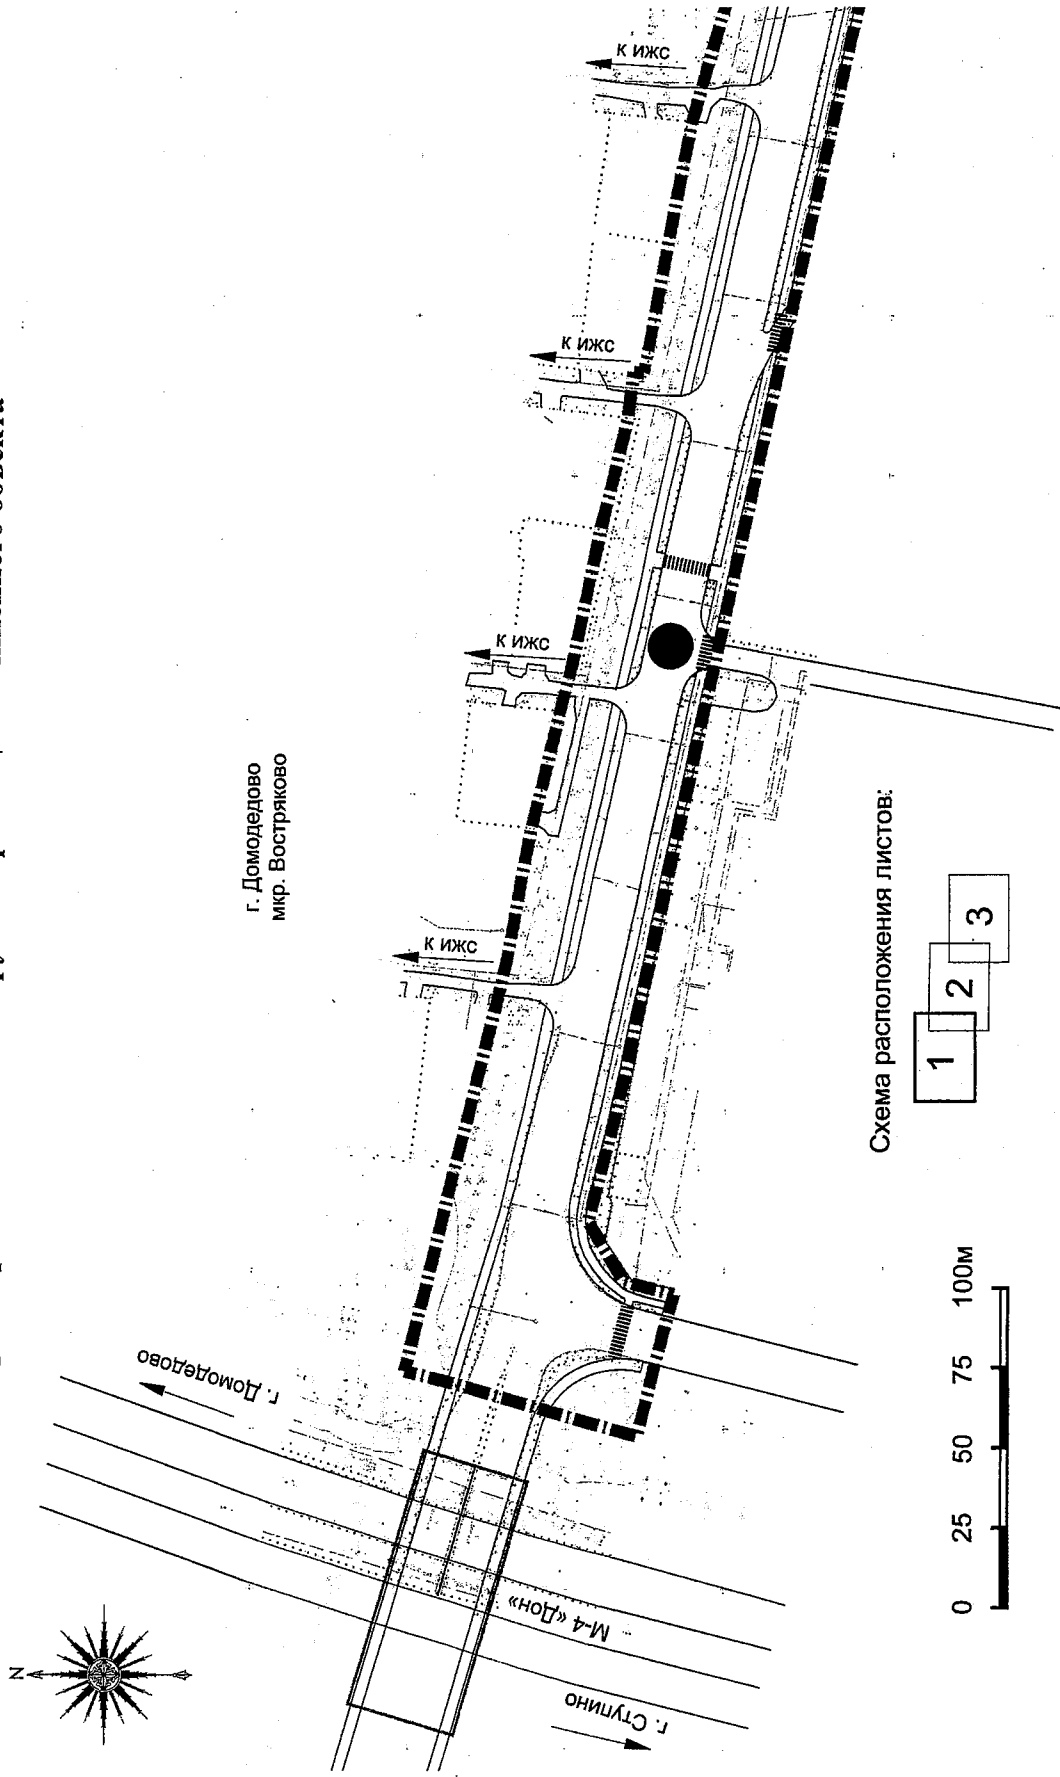 N
г. Домодедово
М-4 «Дон»
г. Ступино
г. Домодедово
мкр. Востряково
к ижс
к ижс
к ижс
к ижс
Схема расположения листов:
1
2
3
0 25 50 75 100м